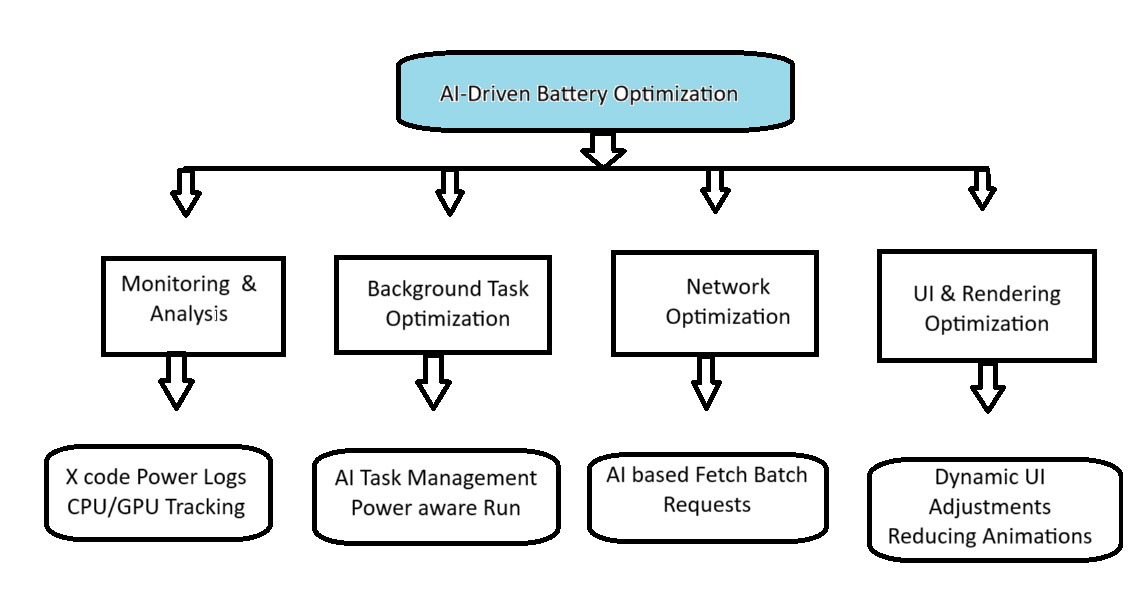 AI-Driven Battery Optimization
Monitoring &
Analysis
Background Task
Optimization
Network
Optimization
UI & Rendering
Optimization
X code Power Logs
CPU/GPU Tracking
AI Task Management
Power aware Run
AI based Fetch Batch
Requests
Dynamic UI
Adjustments
Reducing Animations